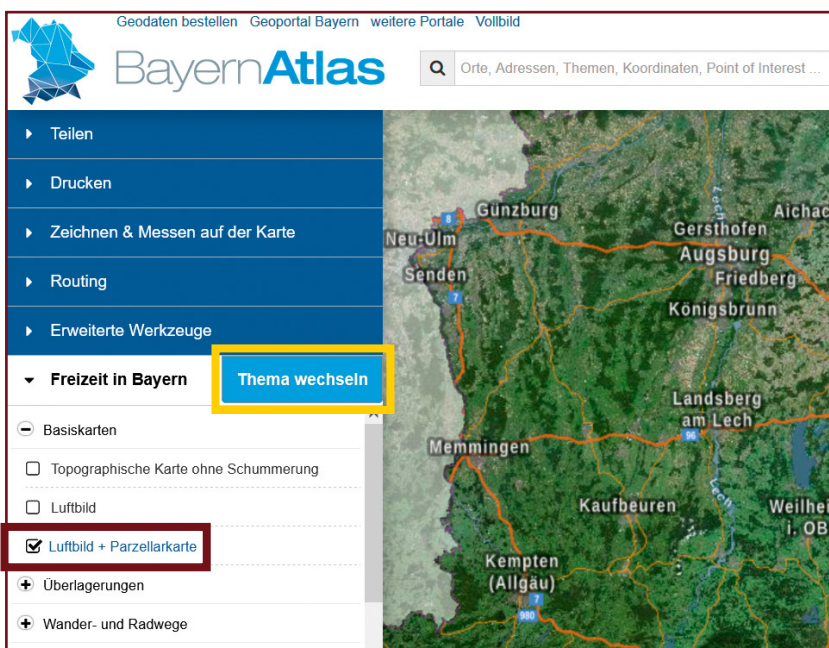 Geodaten bestellen Geoportal Bayern weitere Portale Vollbild
BayernAtlas
Orte, Adressen, Themen, Koordinaten, Point of Interest ...
Teilen
Drucken
Zeichnen & Messen auf der Karte
Routing
Erweiterte Werkzeuge
Freizeit in Bayern
Thema wechseln
Basiskarten
Topographische Karte ohne Schummerung
Luftbild
Luftbild + Parzellarkarte
Überlagerungen
Wander- und Radwege
8
Günzburg
Lech
Aichac
Neu-Ulm
Gersthofen
Augsburg
Senden
Friedberg
7
Königsbrunn
Landsberg
am Lech
96
Memmingen
Lech
Kaufbeuren
Weilhei
i. OB
Kempten
(Allgäu)
7
980